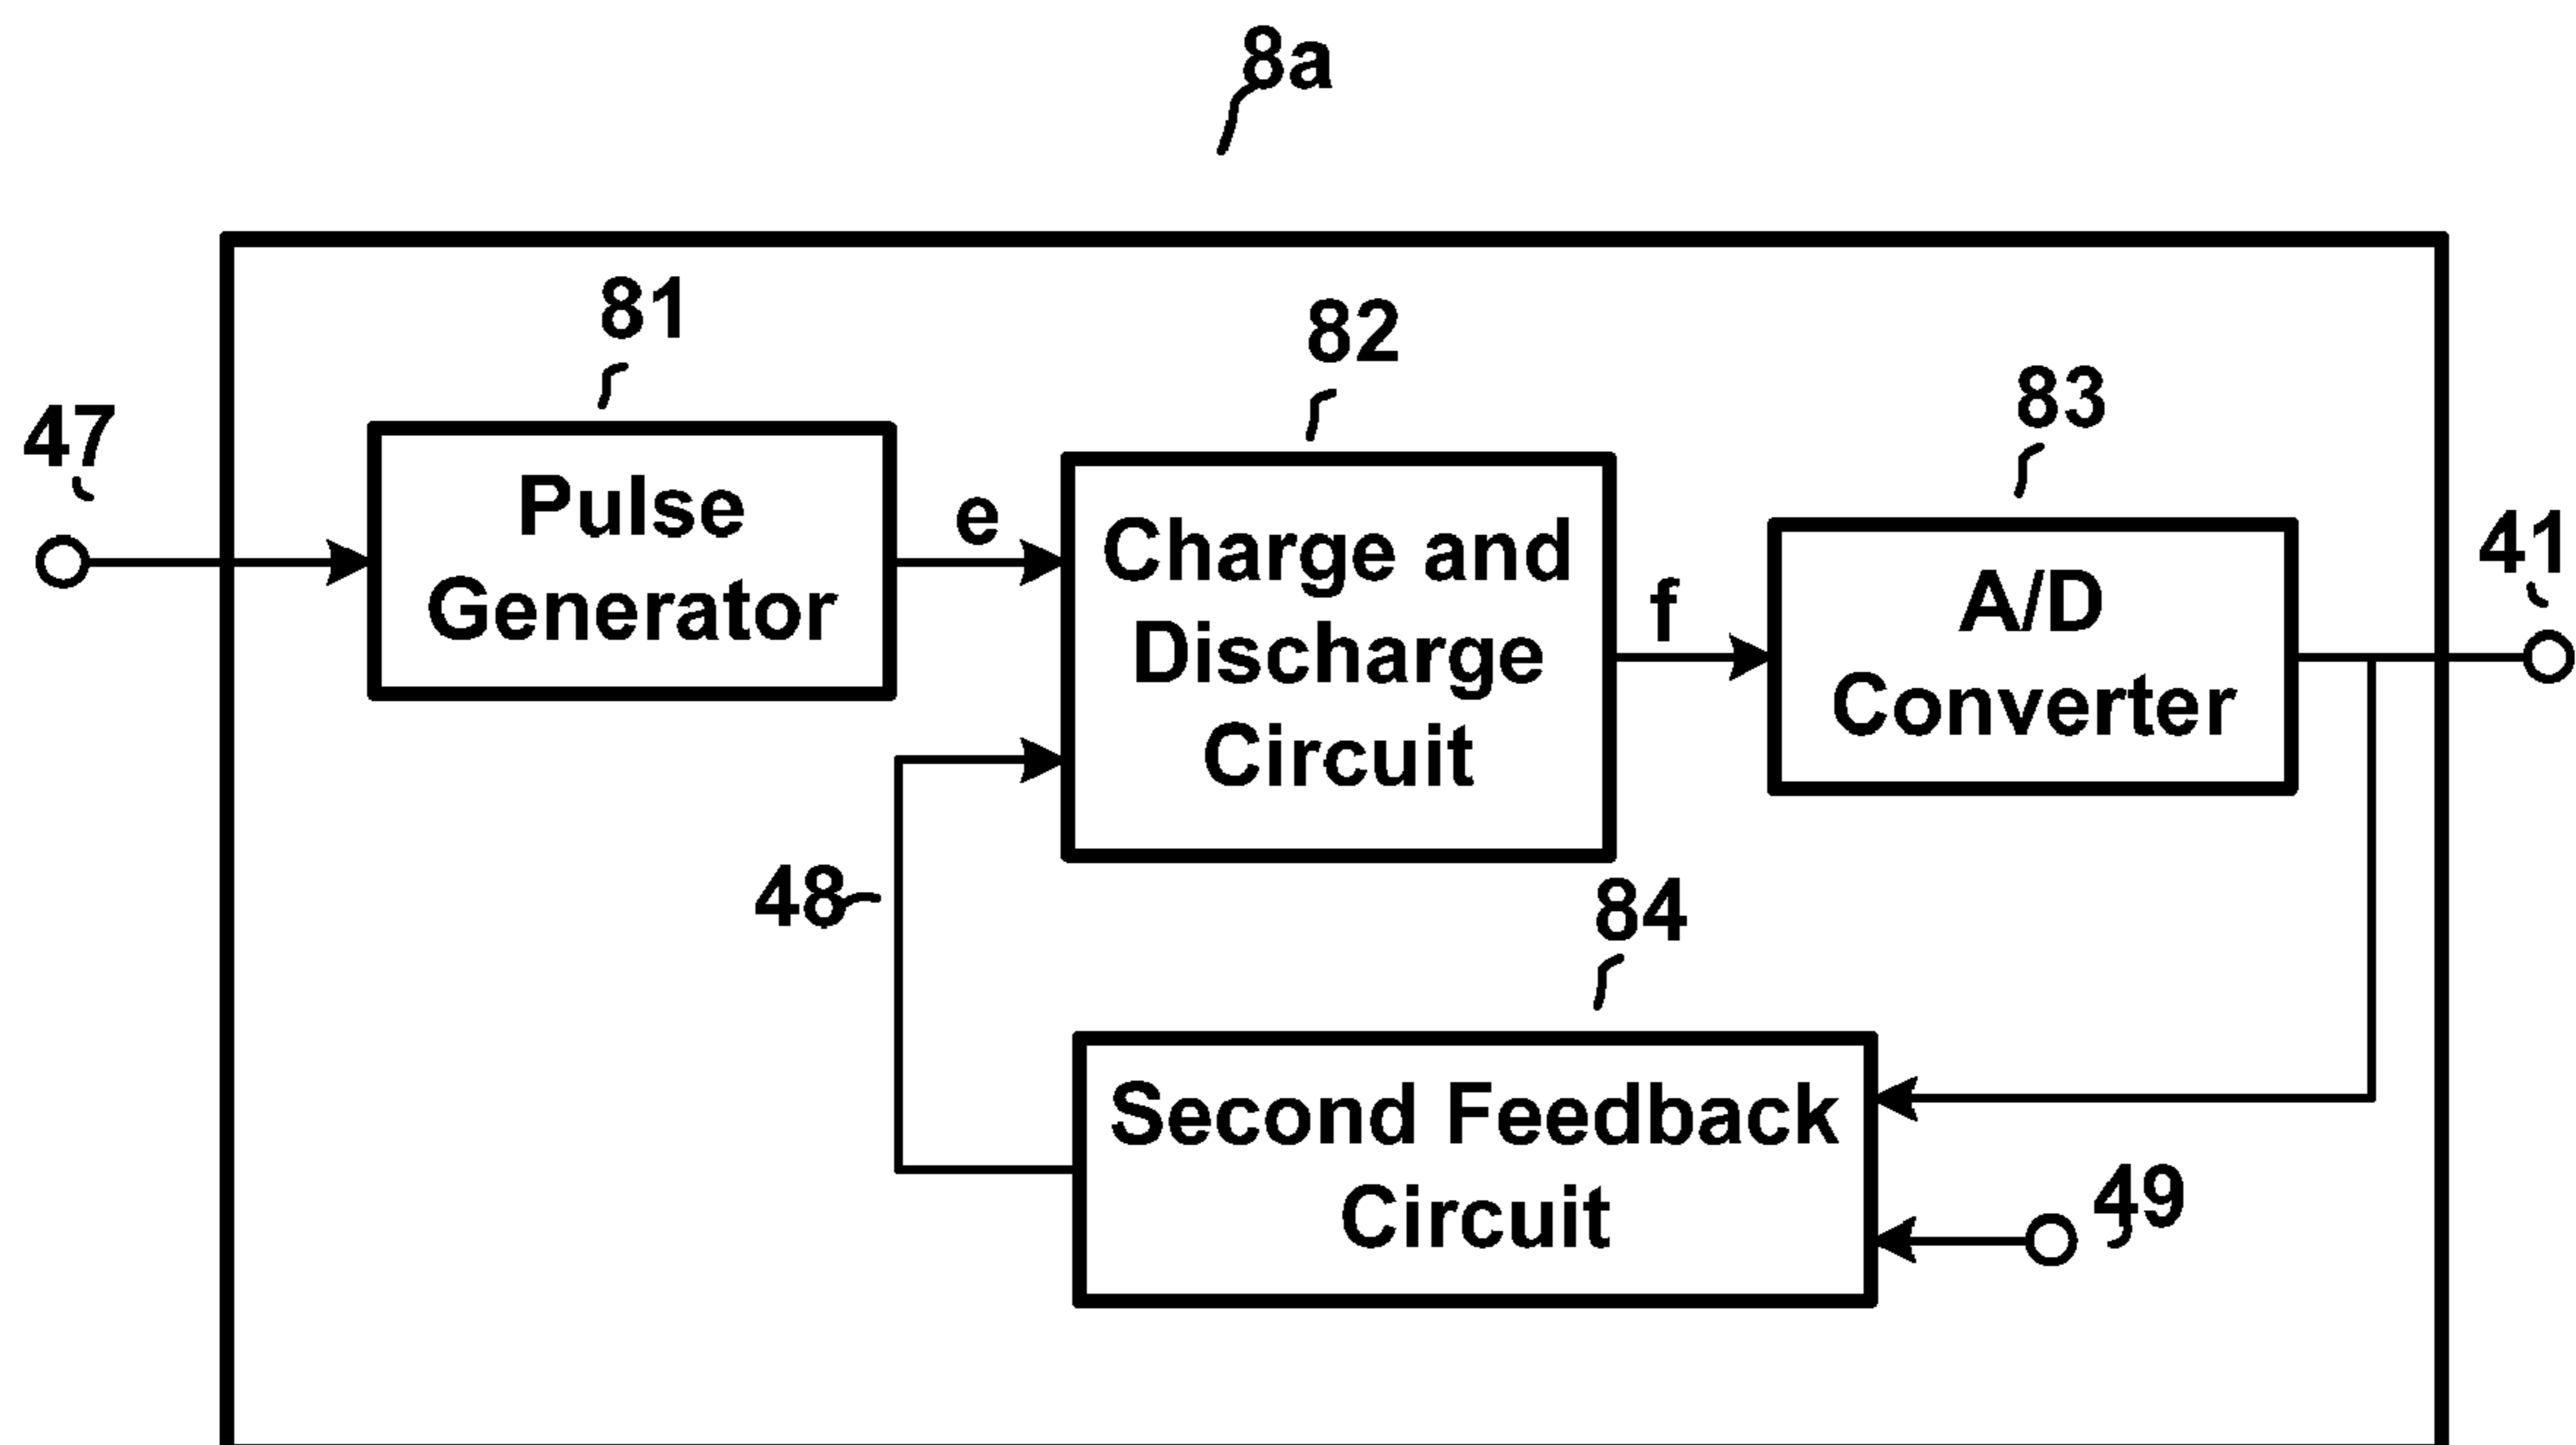 8a
81
82
83
47
41
Pulse
Generator
e
Charge and
Discharge
Circuit
f
A/D
Converter
48
84
Second Feedback
Circuit
49